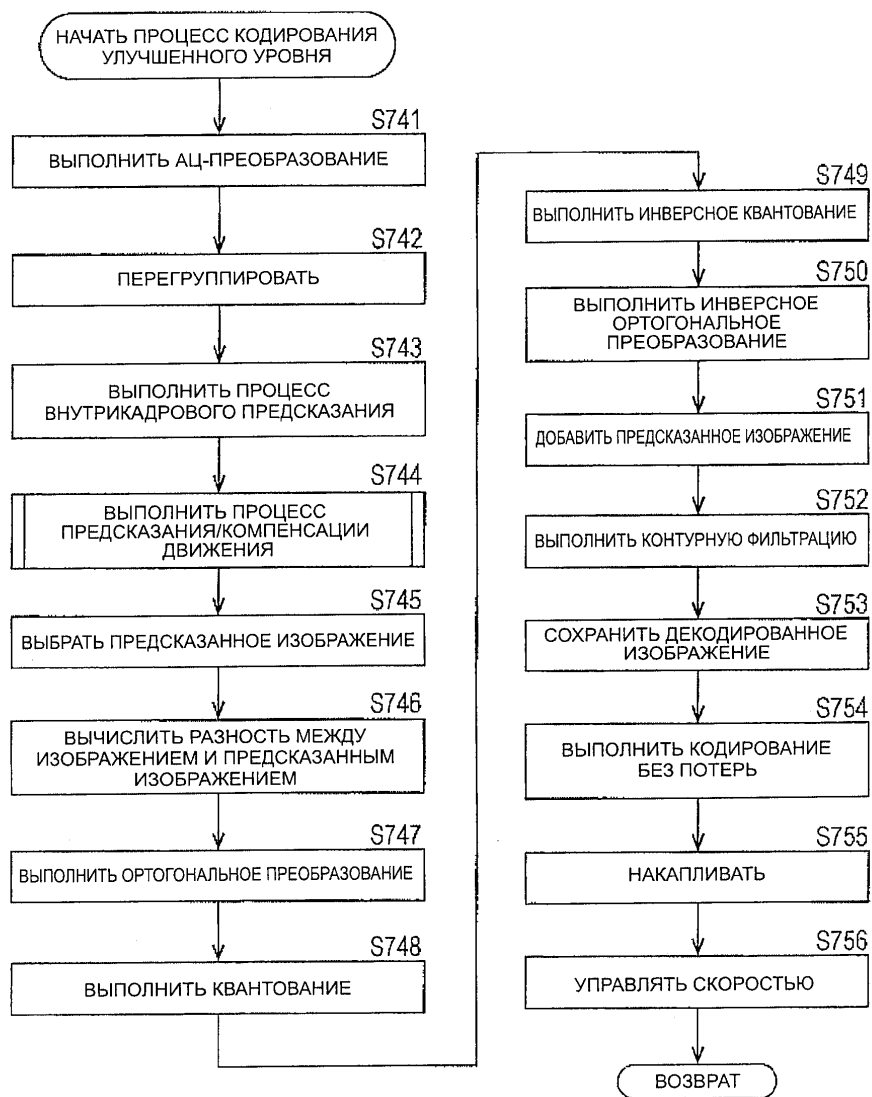 НАЧАТЬ ПРОЦЕСС КОДИРОВАНИЯ
УЛУЧШЕННОГО УРОВНЯ
S741
ВЫПОЛНИТЬ АЦ-ПРЕОБРАЗОВАНИЕ
S742
ПЕРЕГРУППИРОВАТЬ
S743
ВЫПОЛНИТЬ ПРОЦЕСС
ВНУТРИКАДРОВОГО ПРЕДСКАЗАНИЯ
S744
ВЫПОЛНИТЬ ПРОЦЕСС
ПРЕДСКАЗАНИЯ/КОМПЕНСАЦИИ
ДВИЖЕНИЯ
S745
ВЫБРАТЬ ПРЕДСКАЗАННОЕ ИЗОБРАЖЕНИЕ
S746
ВЫЧИСЛИТЬ РАЗНОСТЬ МЕЖДУ
ИЗОБРАЖЕНИЕМ И ПРЕДСКАЗАННЫМ
ИЗОБРАЖЕНИЕМ
S747
ВЫПОЛНИТЬ ОРТОГОНАЛЬНОЕ ПРЕОБРАЗОВАНИЕ
S748
ВЫПОЛНИТЬ КВАНТОВАНИЕ
S749
ВЫПОЛНИТЬ ИНВЕРСНОЕ КВАНТОВАНИЕ
S750
ВЫПОЛНИТЬ ИНВЕРСНОЕ
ОРТОГОНАЛЬНОЕ
ПРЕОБРАЗОВАНИЕ
S751
ДОБАВИТЬ ПРЕДСКАЗАННОЕ ИЗОБРАЖЕНИЕ
S752
ВЫПОЛНИТЬ КОНТУРНУЮ ФИЛЬТРАЦИЮ
S753
СОХРАНИТЬ ДЕКОДИРОВАННОЕ
ИЗОБРАЖЕНИЕ
S754
ВЫПОЛНИТЬ КОДИРОВАНИЕ
БЕЗ ПОТЕРЬ
S755
НАКАПЛИВАТЬ
S756
УПРАВЛЯТЬ СКОРОСТЬЮ
ВОЗВРАТ